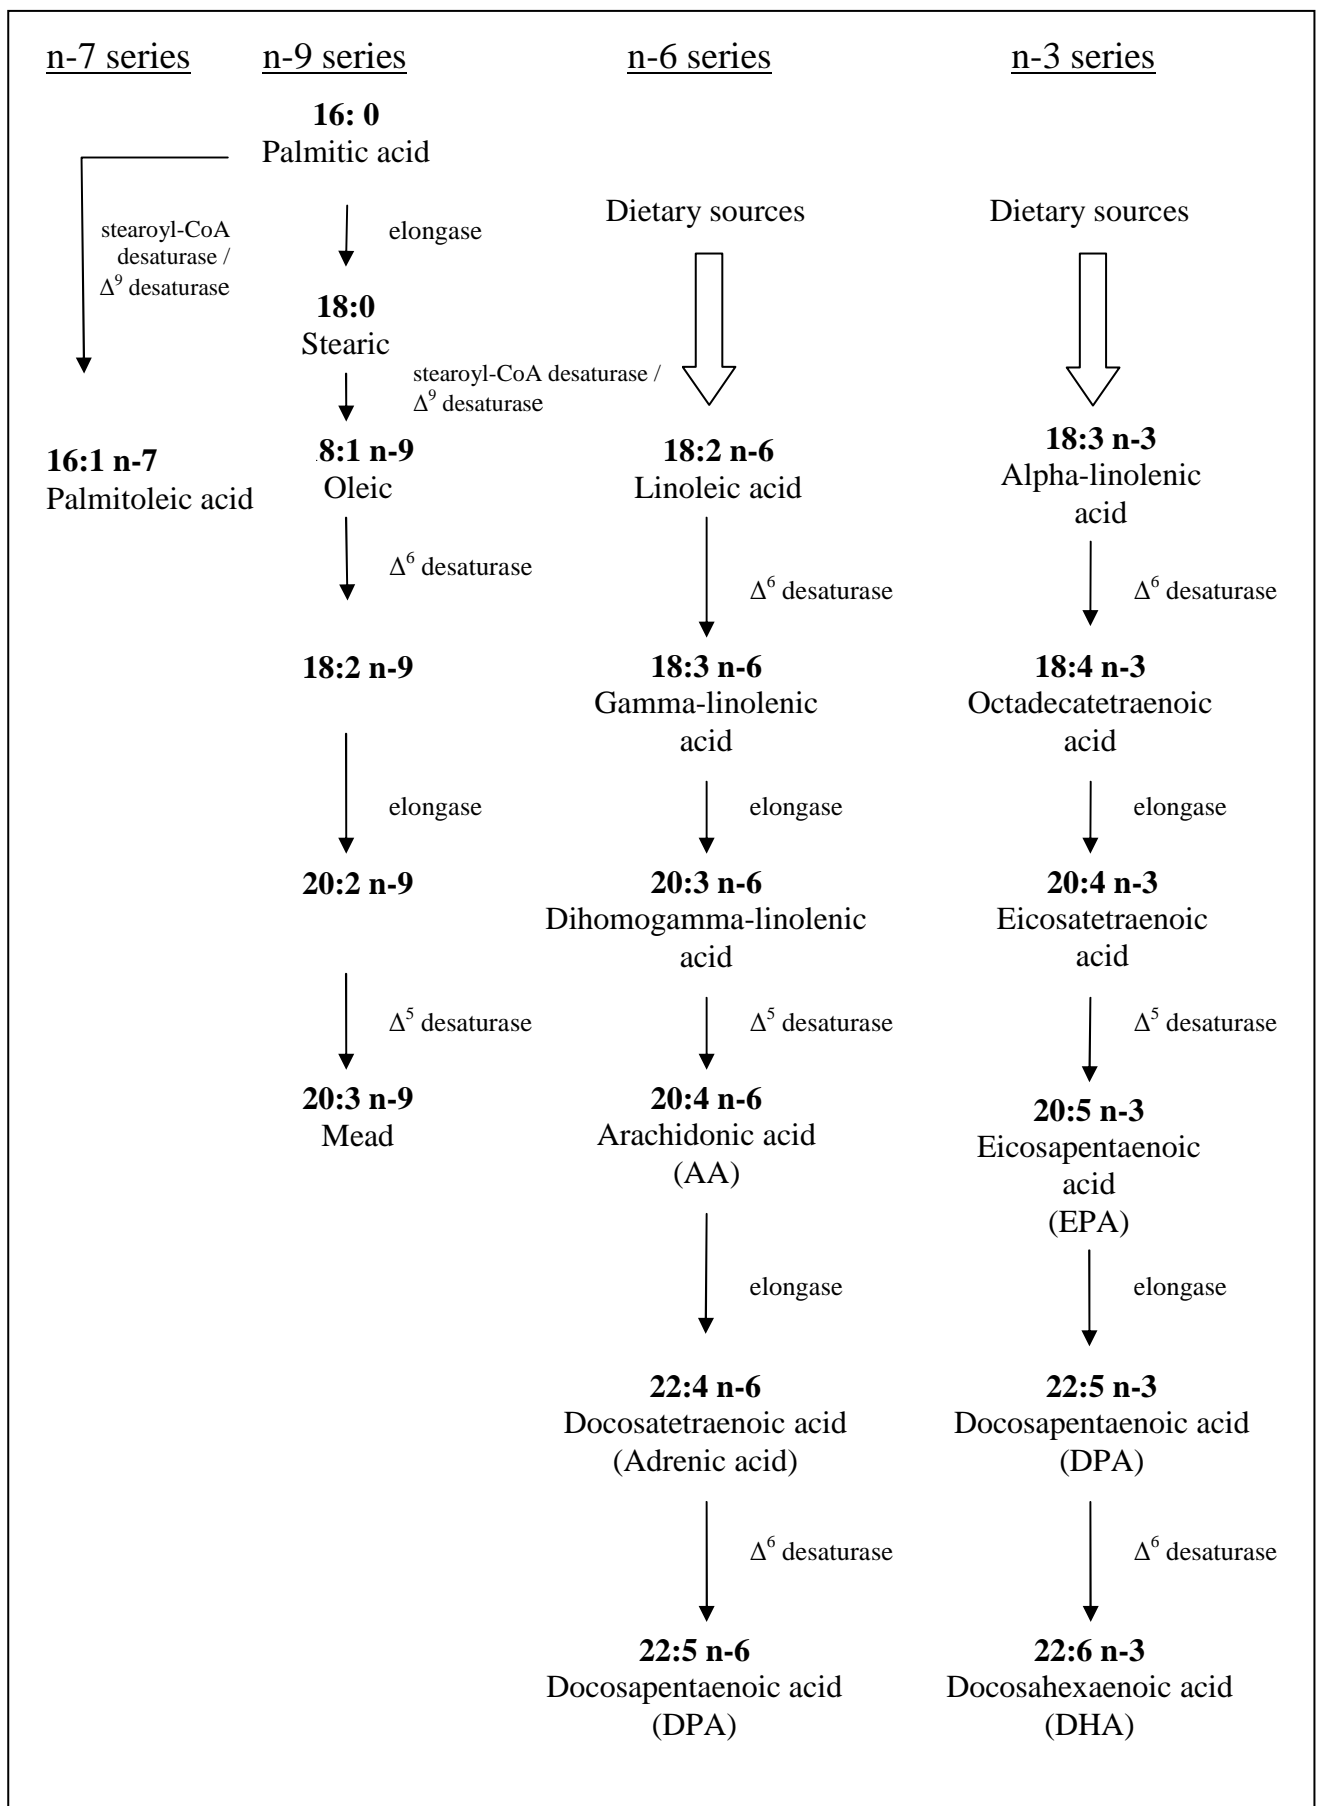 n-7 series
n-9 series
n-6 series
n-3 series
16: 0
Palmitic acid
stearoyl-CoA
desaturase /
Δ9 desaturase
elongase
Dietary sources
Dietary sources
18:0
Stearic
stearoyl-CoA desaturase /
Δ9 desaturase
16:1 n-7
Palmitoleic acid
8:1 n-9
Oleic
18:2 n-6
Linoleic acid
18:3 n-3
Alpha-linolenic
acid
Δ6 desaturase
Δ6 desaturase
Δ6 desaturase
18:2 n-9
18:3 n-6
Gamma-linolenic
acid
18:4 n-3
Octadecatetraenoic
acid
elongase
elongase
elongase
20:2 n-9
20:3 n-6
Dihomogamma-linolenic
acid
20:4 n-3
Eicosatetraenoic
acid
Δ5 desaturase
Δ5 desaturase
Δ5 desaturase
20:3 n-9
Mead
20:4 n-6
Arachidonic acid
(AA)
20:5 n-3
Eicosapentaenoic
acid
(EPA)
elongase
elongase
22:4 n-6
Docosatetraenoic acid
(Adrenic acid)
22:5 n-3
Docosapentaenoic acid
(DPA)
Δ6 desaturase
Δ6 desaturase
22:5 n-6
Docosapentaenoic acid
(DPA)
22:6 n-3
Docosahexaenoic acid
(DHA)